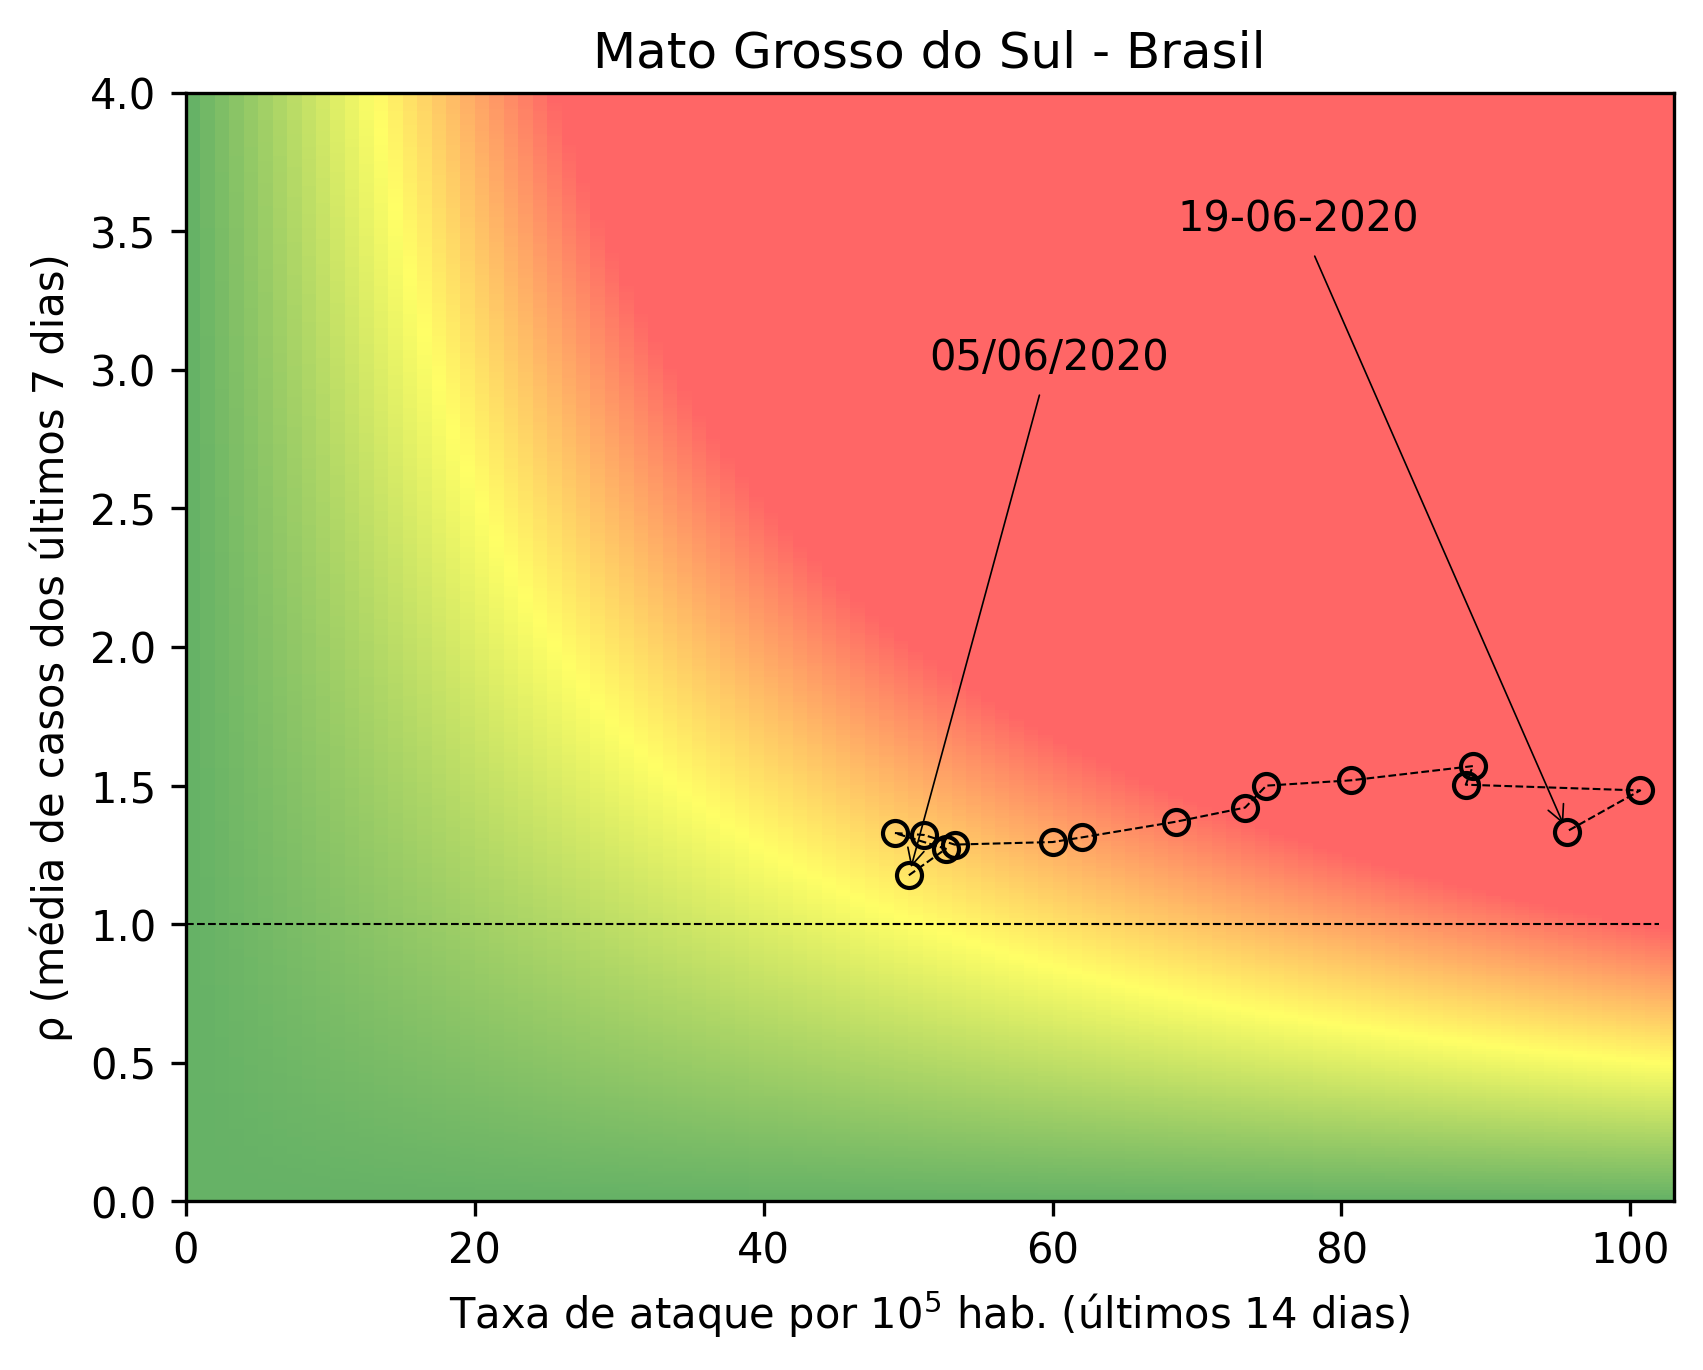 Mato Grosso do Sul - Brasil
4.0
3.5
3.0
2.5
2.0
1.5
1.0
0.5
0.0
ρ (média de casos dos últimos 7 dias)
19-06-2020
05/06/2020
0 20 40 60 80 100
Taxa de ataque por 10⁵ hab. (últimos 14 dias)